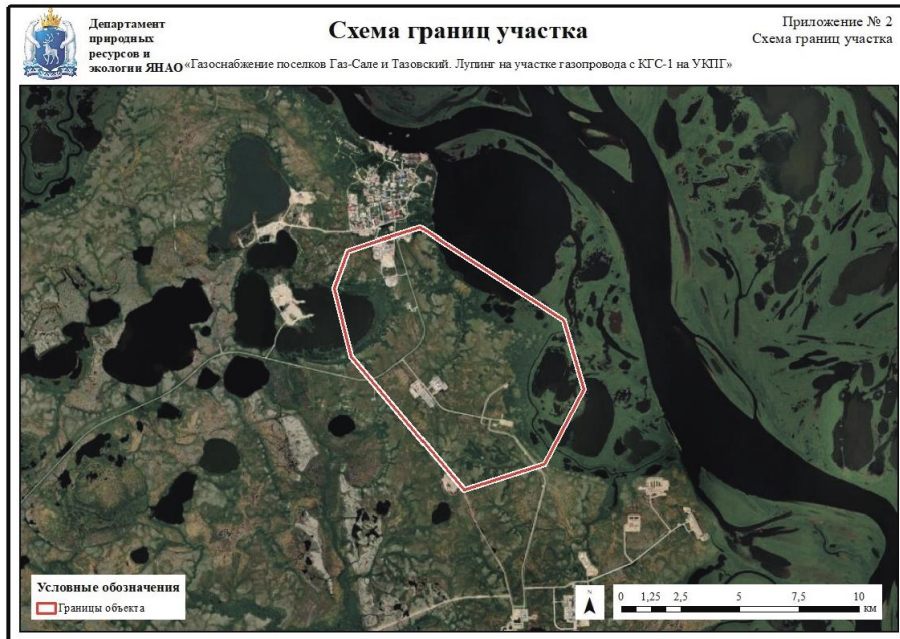 Департамент
природных
ресурсов и
экологии ЯНАО
Схема границ участка
Приложение № 2
Схема границ участка
«Газоснабжение поселков Газ-Сале и Тазовский. Лупинг на участке газопровода с КГС-1 на УКПГ»
Условные обозначения
Границы объекта
N
0 1,25 2,5 5 7,5 10
км